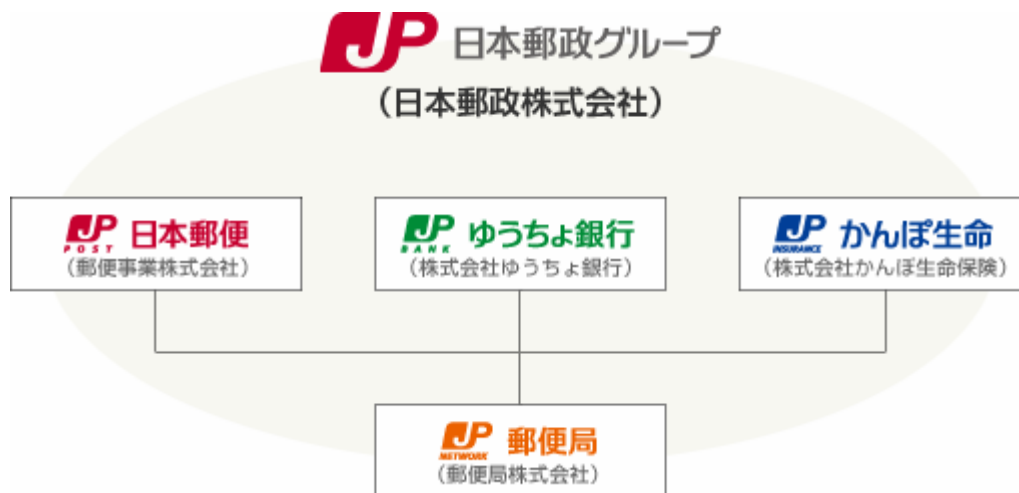 JP 日本郵政グループ
（日本郵政株式会社）
JP POST 日本郵便
（郵便事業株式会社）
JP BANK ゆうちょ銀行
（株式会社ゆうちょ銀行）
JP INSURANCE かんぽ生命
（株式会社かんぽ生命保険）
JP NETWORK 郵便局
（郵便局株式会社）